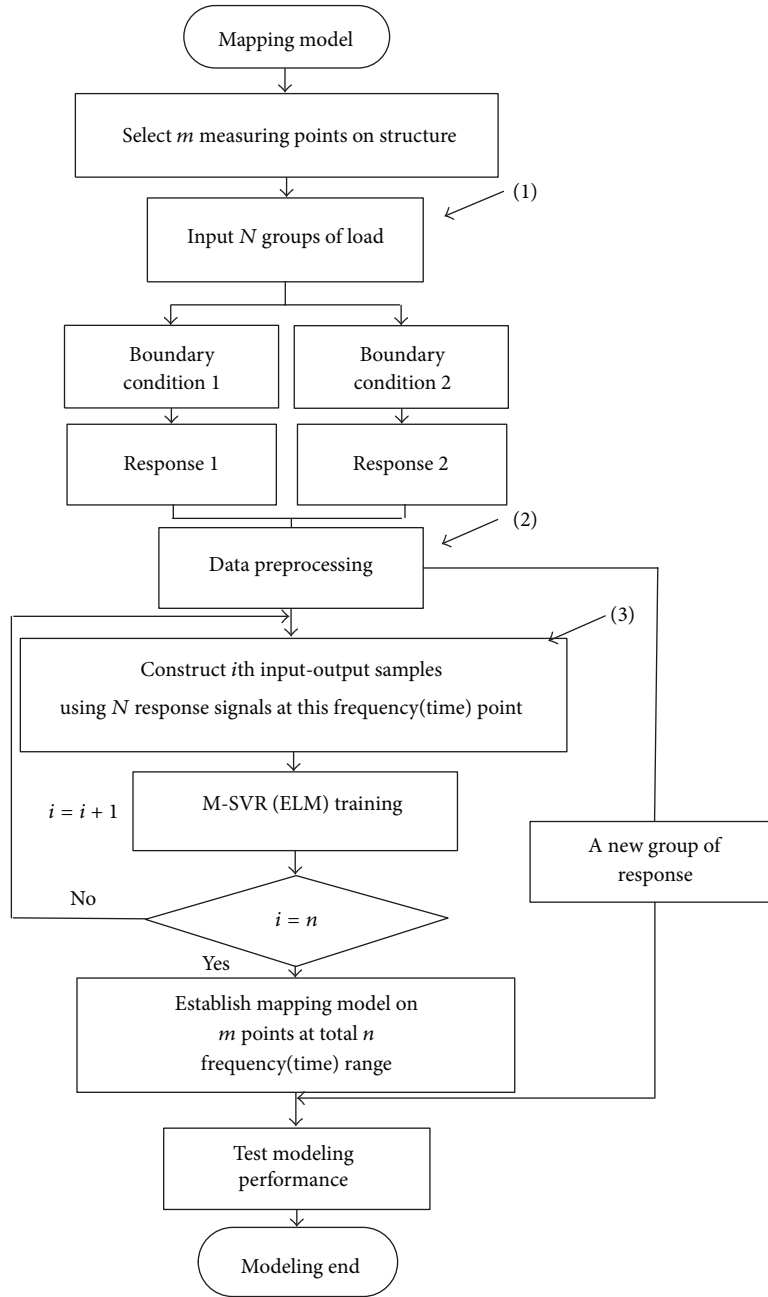 Mapping model
Select m measuring points on structure
(1)
Input N groups of load
Boundary
condition 1
Boundary
condition 2
Response 1
Response 2
(2)
Data preprocessing
(3)
Construct ith input-output samples
using N response signals at this frequency(time) point
i = i + 1
M-SVR (ELM) training
A new group of
response
No
i = n
Yes
Establish mapping model on
m points at total n
frequency(time) range
Test modeling
performance
Modeling end